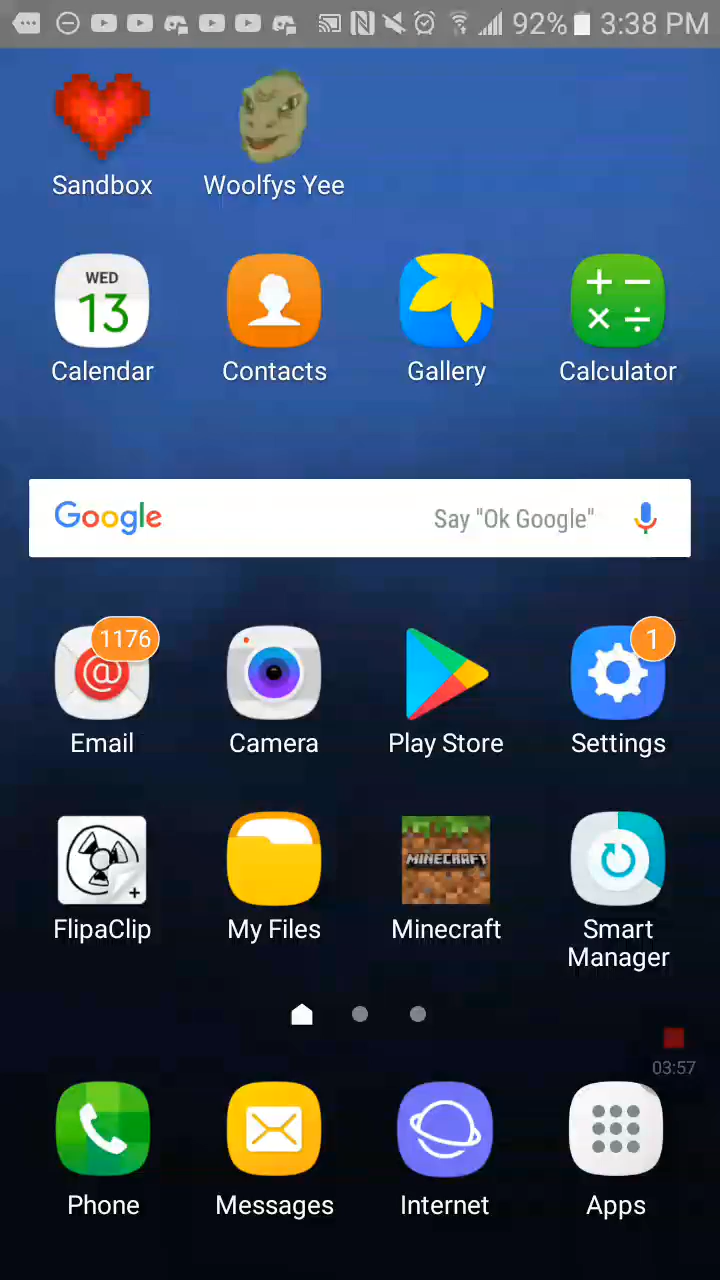 92% 3:38 PM
Sandbox Woolfys Yee
WED
13
Calendar Contacts Gallery Calculator
Google Say "Ok Google"
1176 1
@
Email Camera Play Store Settings
MINECRAFT
FlipaClip My Files Minecraft Smart
Manager
03:57
Phone Messages Internet Apps